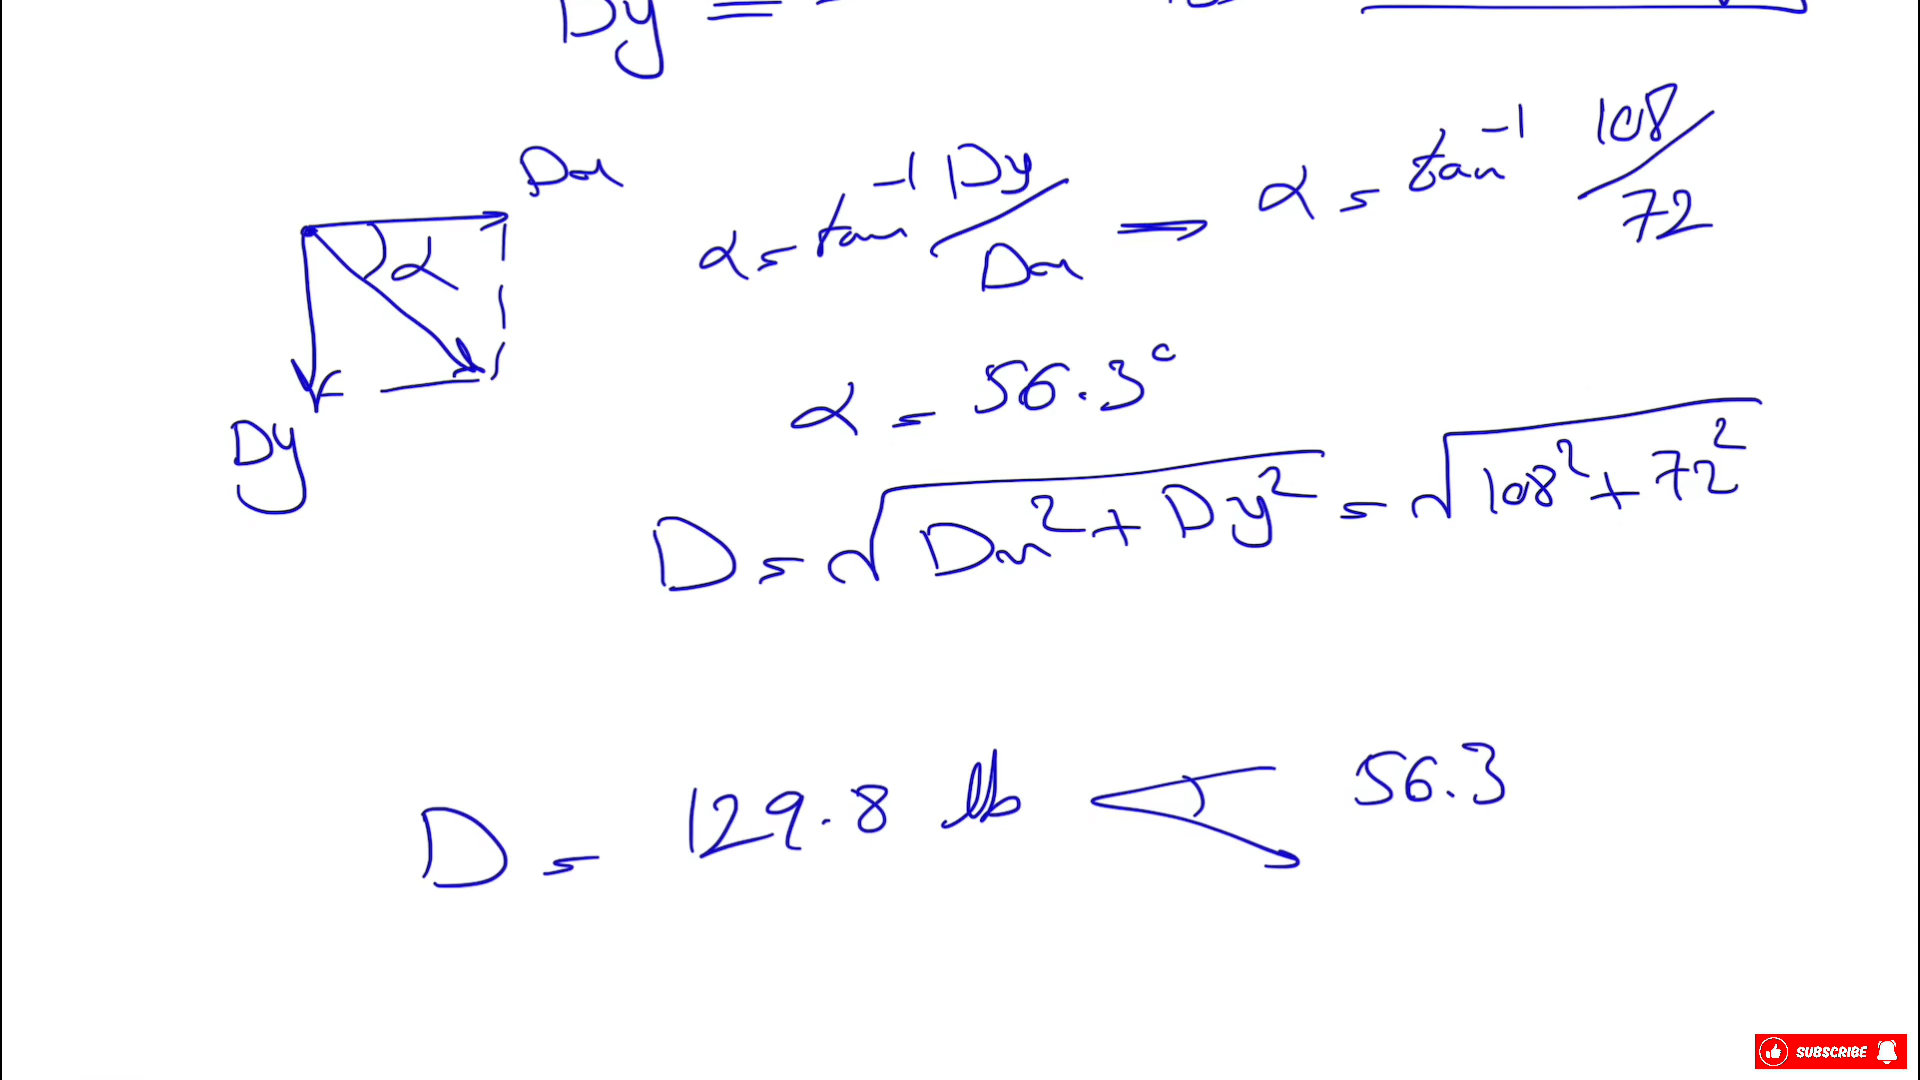 Dy =
Dx
α = tan⁻¹ Dy/Dx ⟹ α = tan⁻¹ 108/72
α
α = 56.3°
Dy
D = √(Dx² + Dy²) = √(108² + 72²)
D = 129.8 lb 56.3
SUBSCRIBE